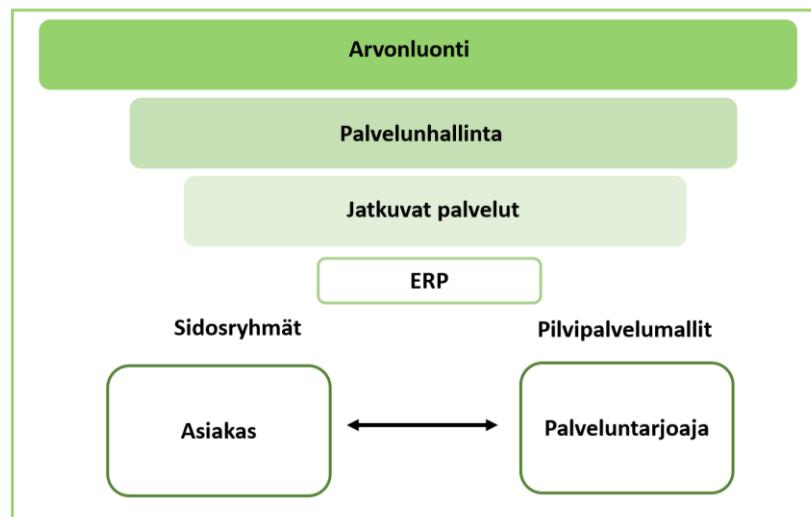 Arvonluonti
Palvelunhallinta
Jatkuvat palvelut
ERP
Sidosryhmät
Pilvipalvelumallit
Asiakas
Palveluntarjoaja